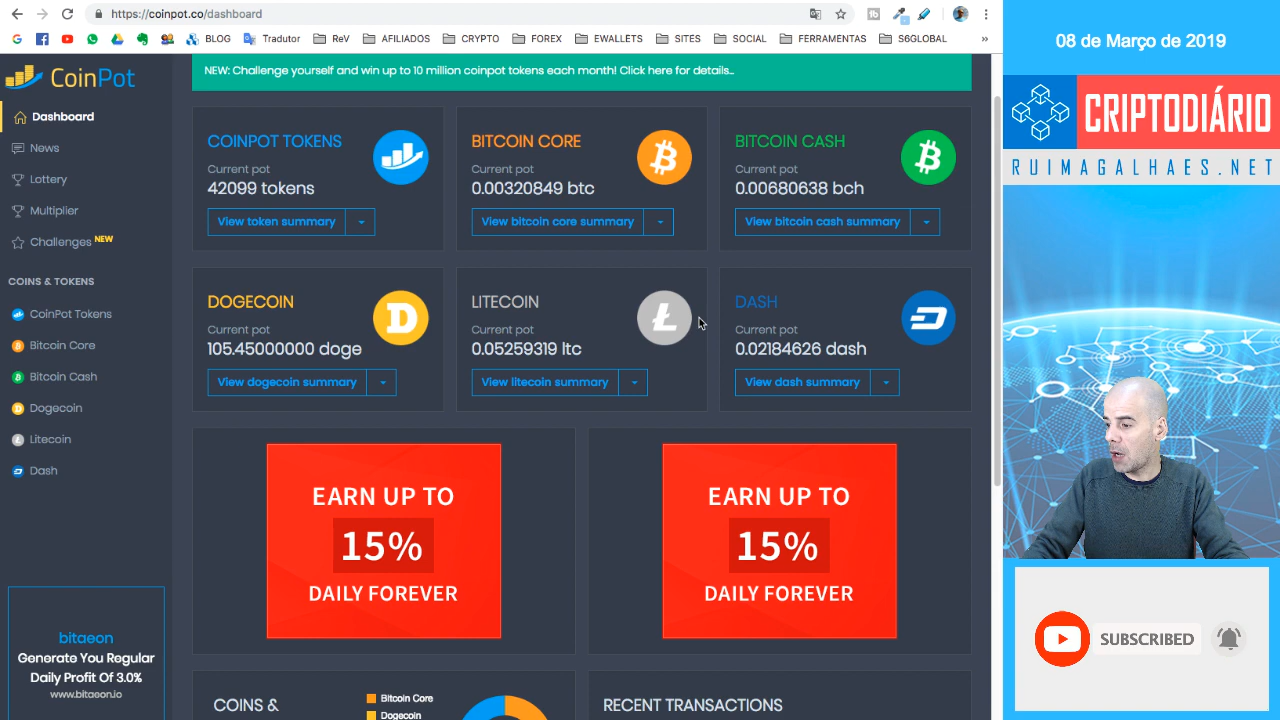 https://coinpot.co/dashboard
BLOG
Tradutor
ReV
AFILIADOS
CRYPTO
FOREX
EWALLETS
SITES
SOCIAL
FERRAMENTAS
S6GLOBAL
»
CoinPot
Dashboard
News
Lottery
Multiplier
Challenges NEW
COINS & TOKENS
CoinPot Tokens
Bitcoin Core
Bitcoin Cash
Dogecoin
Litecoin
Dash
bitaeon
Generate You Regular
Daily Profit Of 3.0%
www.bitaeon.io
NEW: Challenge yourself and win up to 10 million coinpot tokens each month! Click here for details...
COINPOT TOKENS
Current pot
42099 tokens
View token summary
BITCOIN CORE
Current pot
0.00320849 btc
View bitcoin core summary
BITCOIN CASH
Current pot
0.00680638 bch
View bitcoin cash summary
DOGECOIN
Current pot
105.45000000 doge
View dogecoin summary
LITECOIN
Current pot
0.05259319 ltc
View litecoin summary
DASH
Current pot
0.02184626 dash
View dash summary
EARN UP TO
15%
DAILY FOREVER
EARN UP TO
15%
DAILY FOREVER
COINS &
Bitcoin Core
Dogecoin
RECENT TRANSACTIONS
08 de Março de 2019
CRIPTODIÁRIO
RUIMAGALHAES.NET
SUBSCRIBED